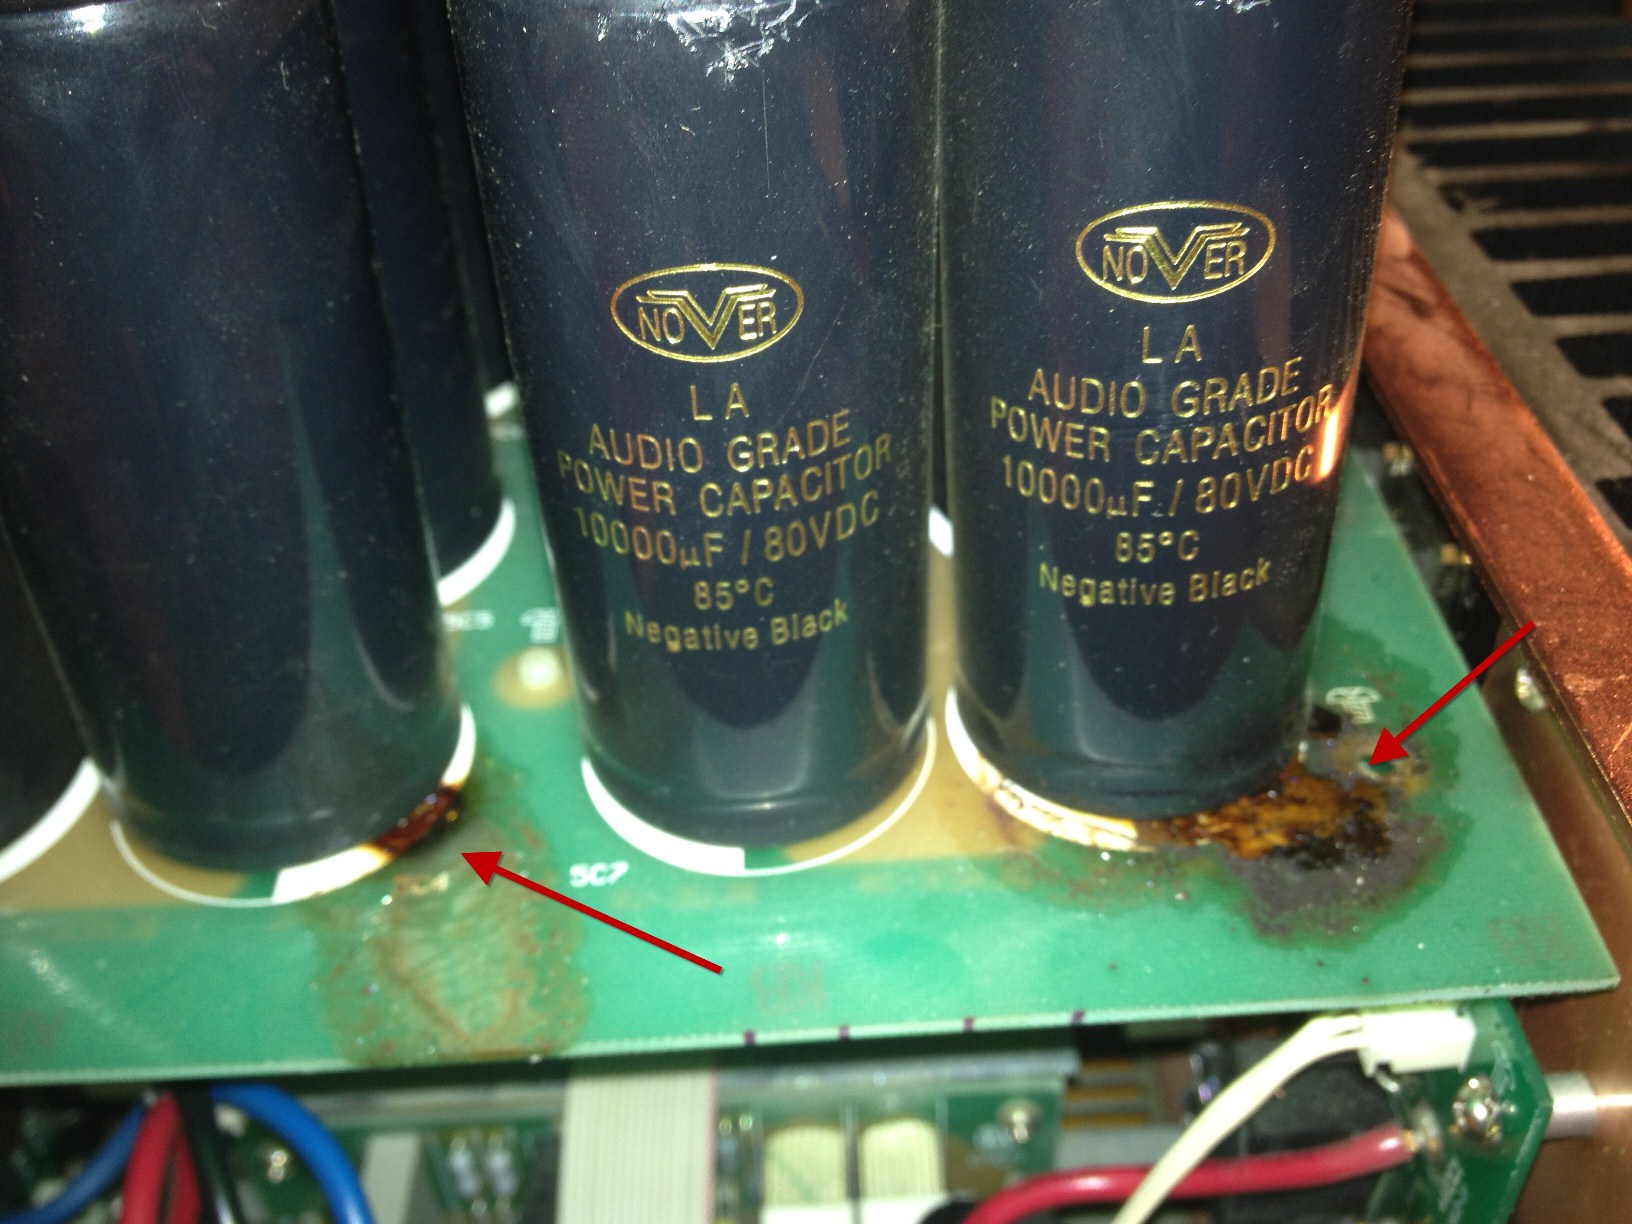 NOVER
LA
AUDIO GRADE
POWER CAPACITOR
10000µF / 80VDC
85°C
Negative Black
NOVER
LA
AUDIO GRADE
POWER CAPACITOR
10000µF / 80VDC
85°C
Negative Black
5C7